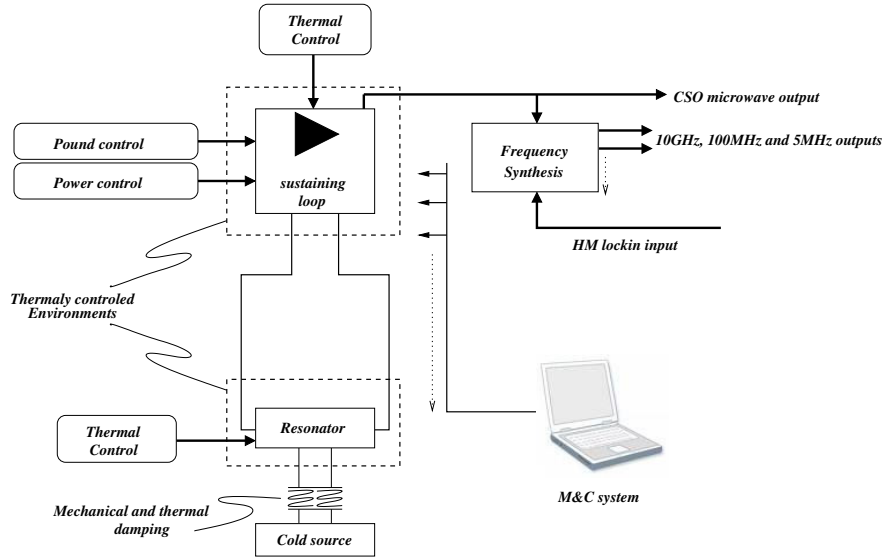 Thermal
Control
CSO microwave output
Pound control
Power control
sustaining
loop
Frequency
Synthesis
10GHz, 100MHz and 5MHz outputs
HM lockin input
Thermaly controled
Environments
Thermal
Control
Resonator
M&C system
Mechanical and thermal
damping
Cold source